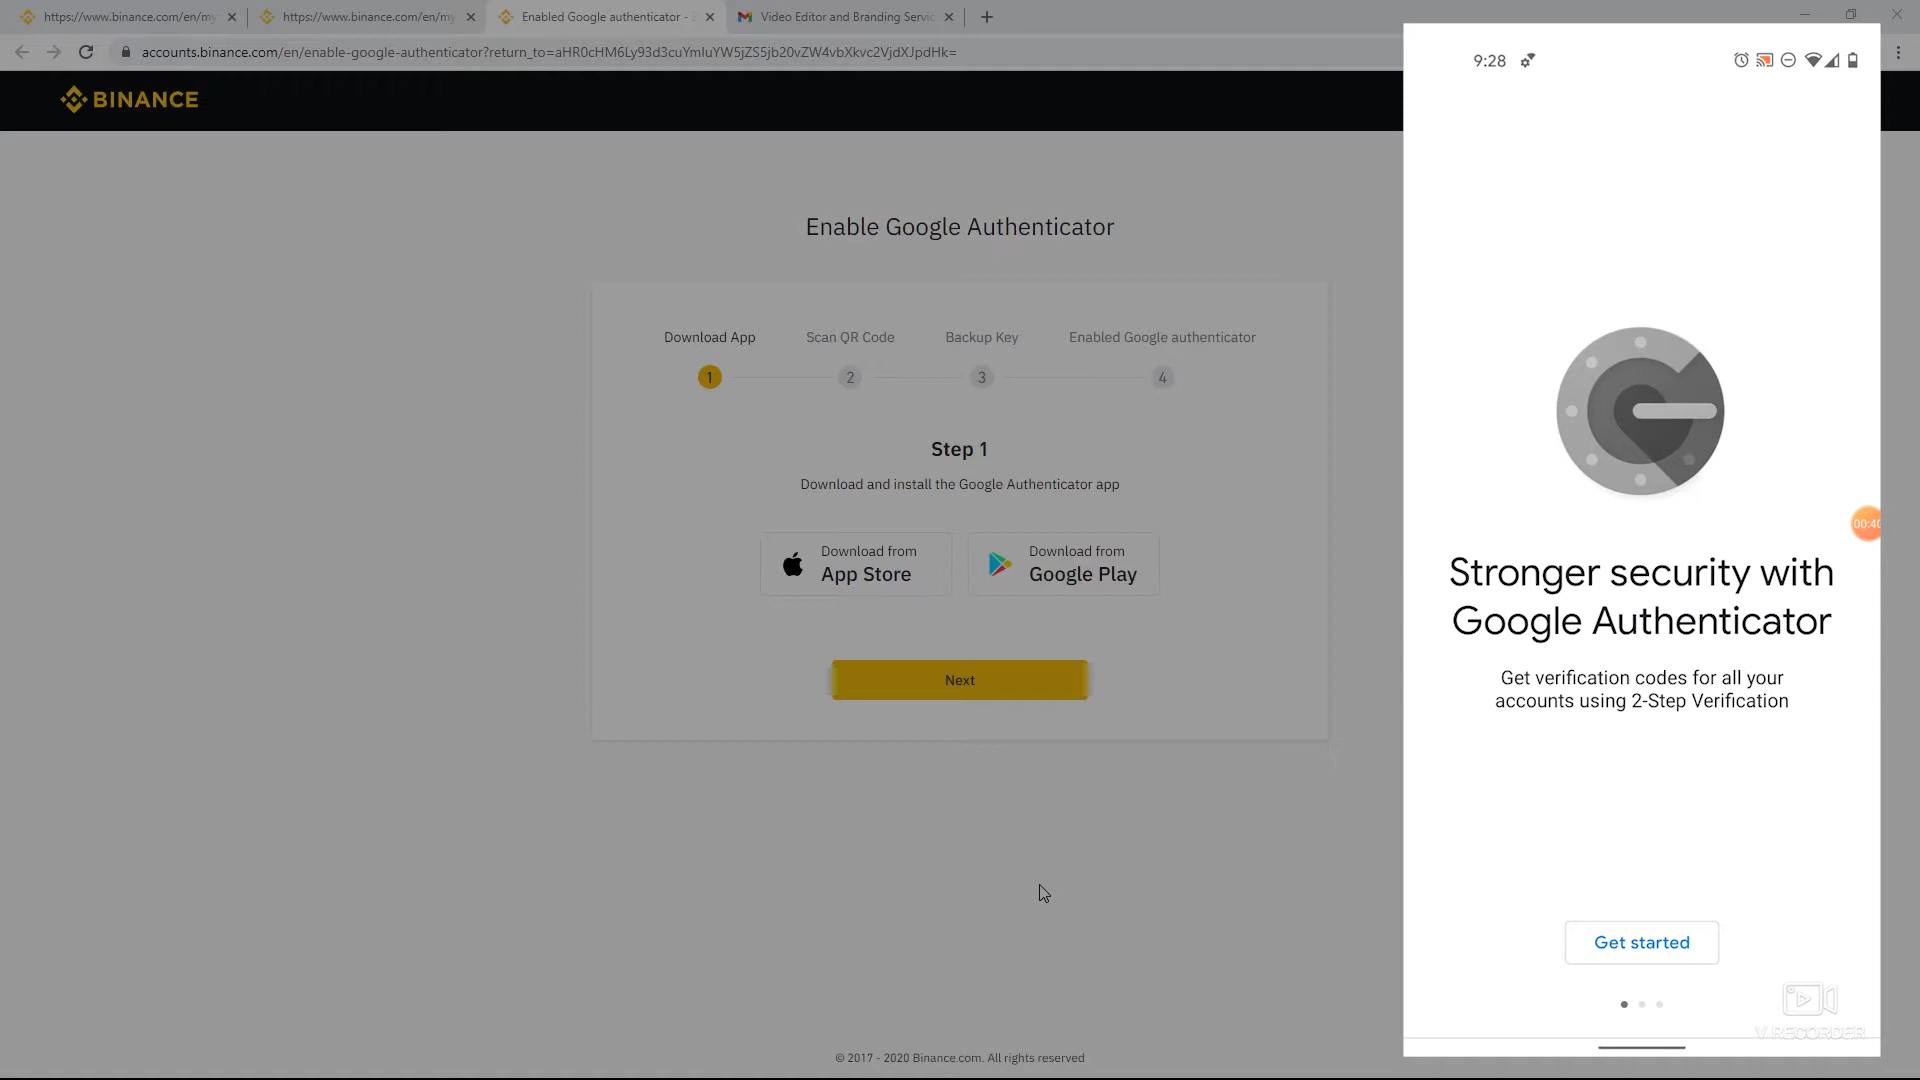 https://www.binance.com/en/my
https://www.binance.com/en/my
Enabled Google authenticator -
Video Editor and Branding Servic
accounts.binance.com/en/enable-google-authenticator?return_to=aHR0cHM6Ly93d3cuYmluYW5jZS5jb20vZW4vbXkvc2VjdXJpdHk=
BINANCE
Enable Google Authenticator
Download App
Scan QR Code
Backup Key
Enabled Google authenticator
1
2
3
4
Step 1
Download and install the Google Authenticator app
Download from
App Store
Download from
Google Play
Next
© 2017 - 2020 Binance.com. All rights reserved
9:28
00:40
Stronger security with
Google Authenticator
Get verification codes for all your
accounts using 2-Step Verification
Get started
V RECORDER